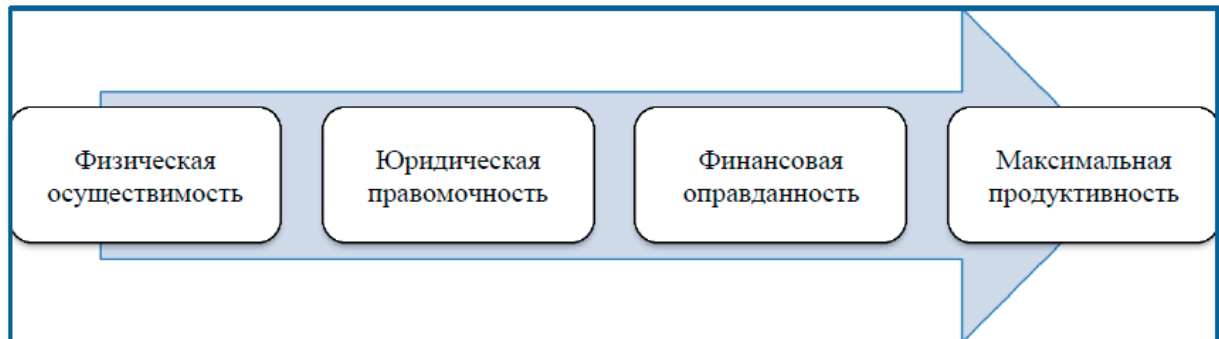 Физическая
осуществимость
Юридическая
правомочность
Финансовая
оправданность
Максимальная
продуктивность